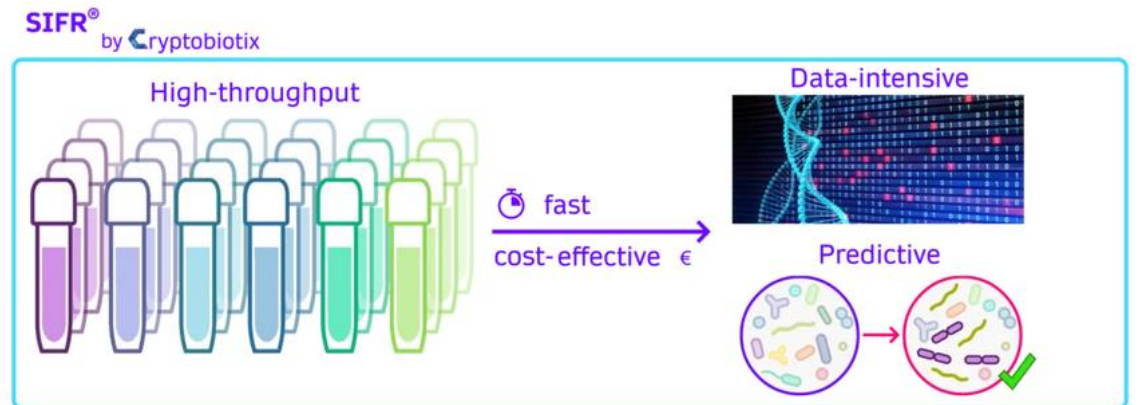 SIFR®
by Cryptobiotix
High-throughput
Data-intensive
fast
cost-effective €
Predictive